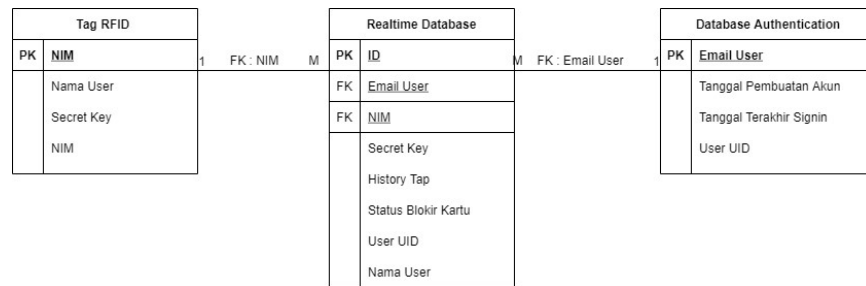 Tag RFID
PK NIM
Nama User
Secret Key
NIM
1 FK : NIM M
Realtime Database
PK ID
FK Email User
FK NIM
Secret Key
History Tap
Status Blokir Kartu
User UID
Nama User
M FK : Email User 1
Database Authentication
PK Email User
Tanggal Pembuatan Akun
Tanggal Terakhir Signin
User UID